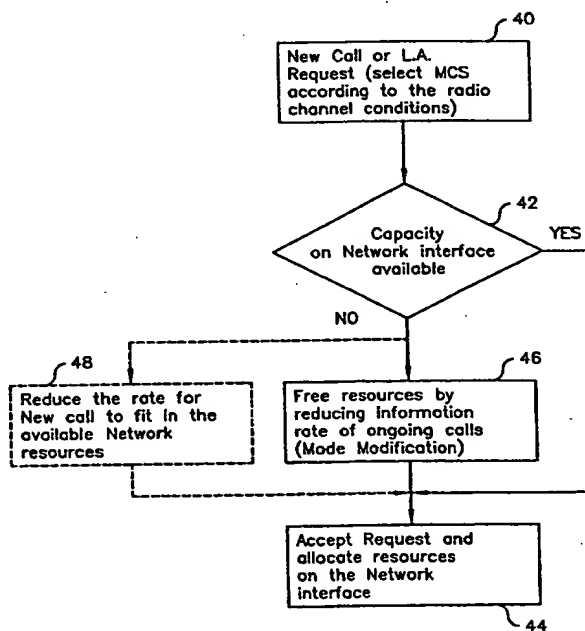 40
New Call or L.A.
Request (select MCS
according to the radio
channel conditions)
42
Capacity
on Network interface
available
YES
NO
48
Reduce the rate for
New call to fit in the
available Network
resources
46
Free resources by
reducing information
rate of ongoing calls
(Mode Modification)
Accept Request and
allocate resources
on the Network
interface
44